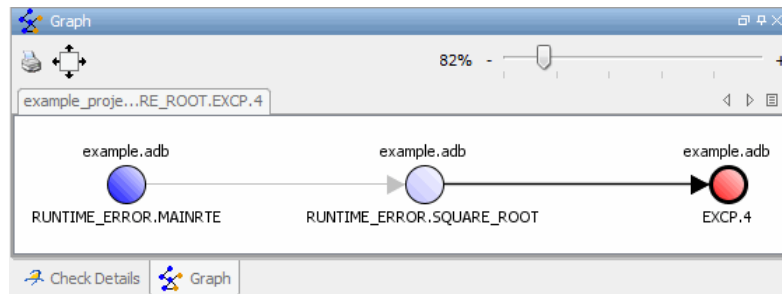 Graph
82% - +
example_proje...RE_ROOT.EXCP.4
example.adb example.adb example.adb
RUNTIME_ERROR.MAINRTE RUNTIME_ERROR.SQUARE_ROOT EXCP.4
Check Details Graph